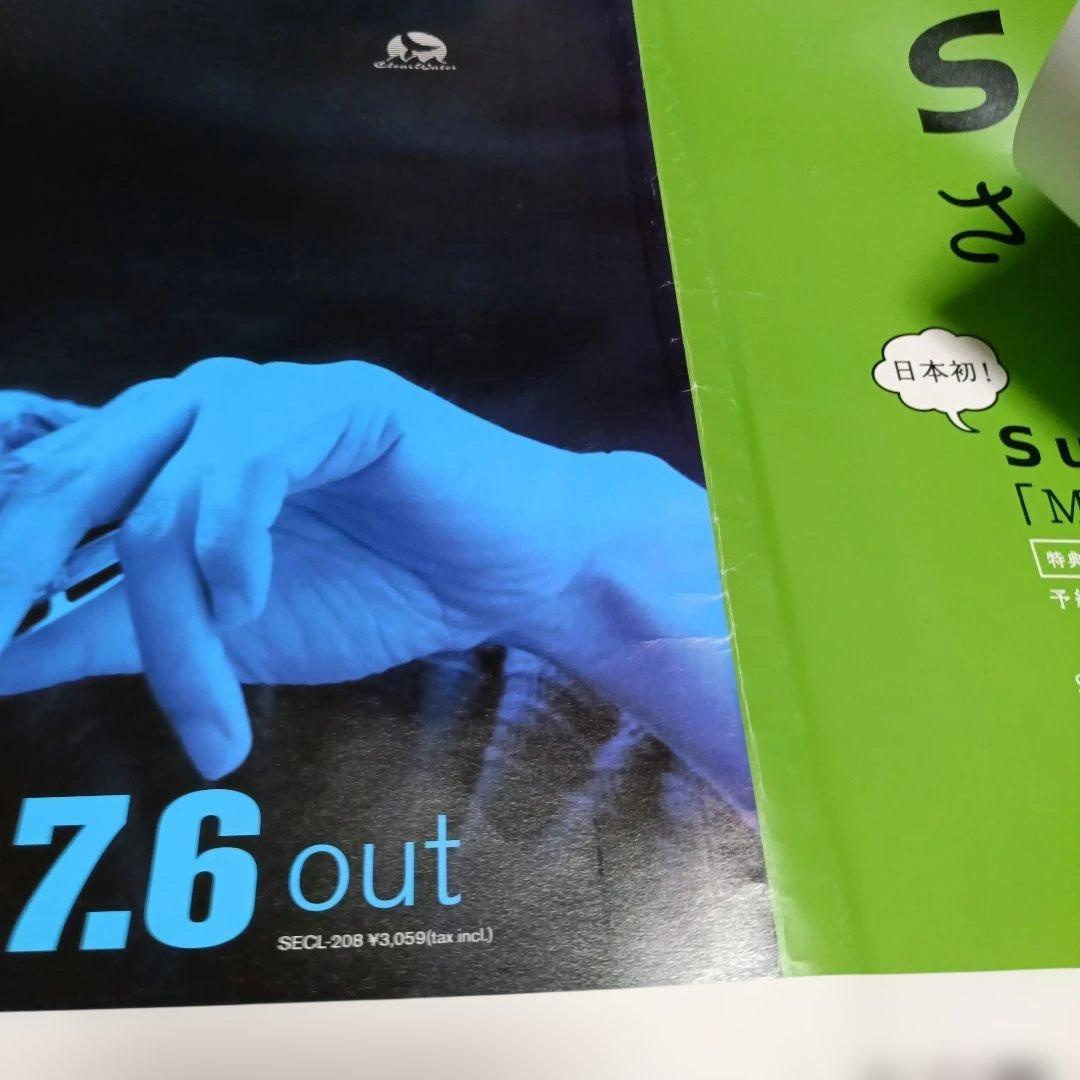 7.6 out
SECL-208 ¥3,059(tax incl.)
S
さ
日本初!
Su
「M
特典
予